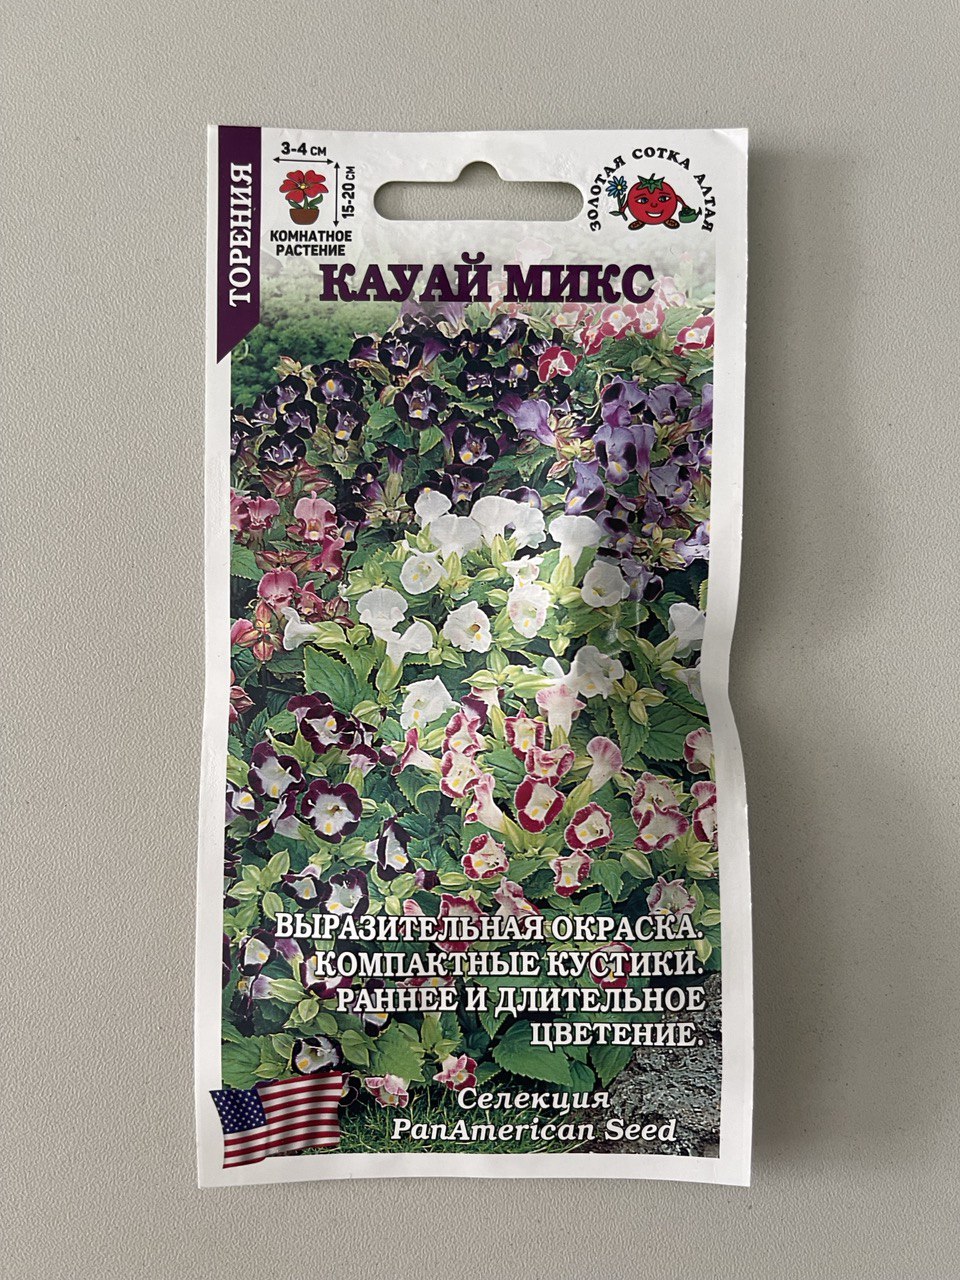 ТОРЕНИЯ
3-4 СМ
15-20 СМ
КОМНАТНОЕ
РАСТЕНИЕ
ЗОЛОТАЯ СОТКА АЛТАЯ
КАУАЙ МИКС
ВЫРАЗИТЕЛЬНАЯ ОКРАСКА.
КОМПАКТНЫЕ КУСТИКИ.
РАННЕЕ И ДЛИТЕЛЬНОЕ
ЦВЕТЕНИЕ.
Селекция
PanAmerican Seed